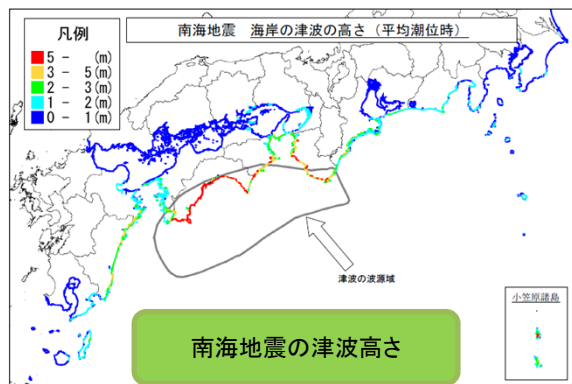 南海地震 海岸の津波の高さ(平均潮位時)
凡例
5 - (m)
3 - 5(m)
2 - 3(m)
1 - 2(m)
0 - 1(m)
津波の波源域
小笠原諸島
南海地震の津波高さ